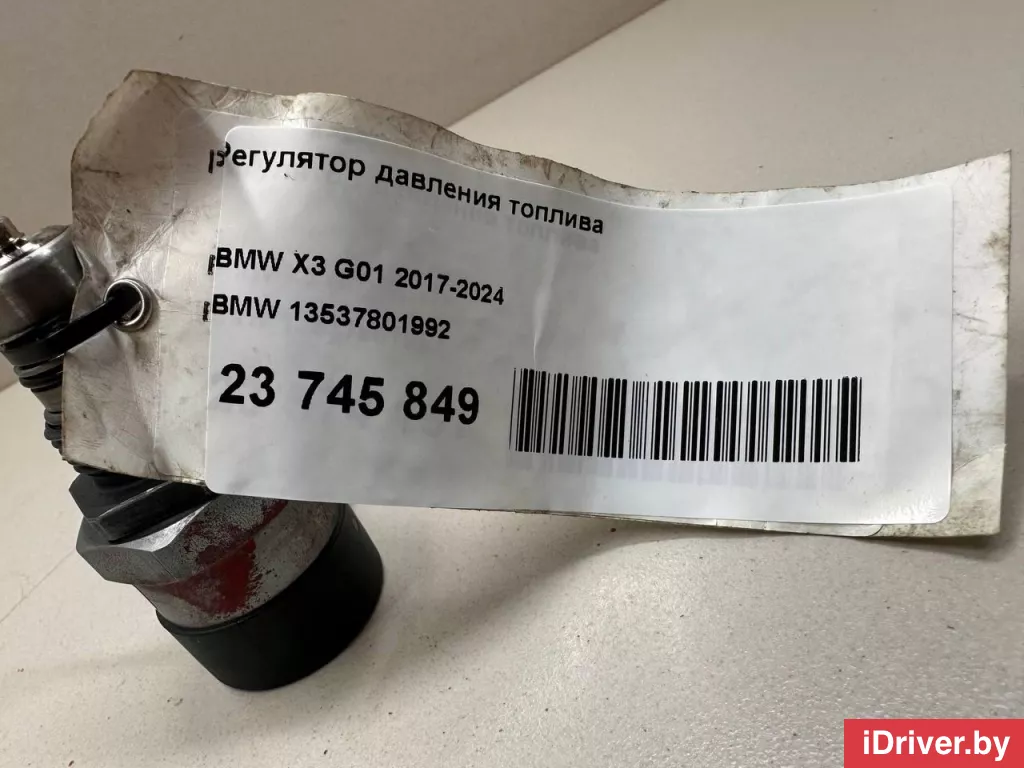 Регулятор давления топлива
BMW X3 G01 2017-2024
BMW 13537801992
23 745 849
iDriver.by